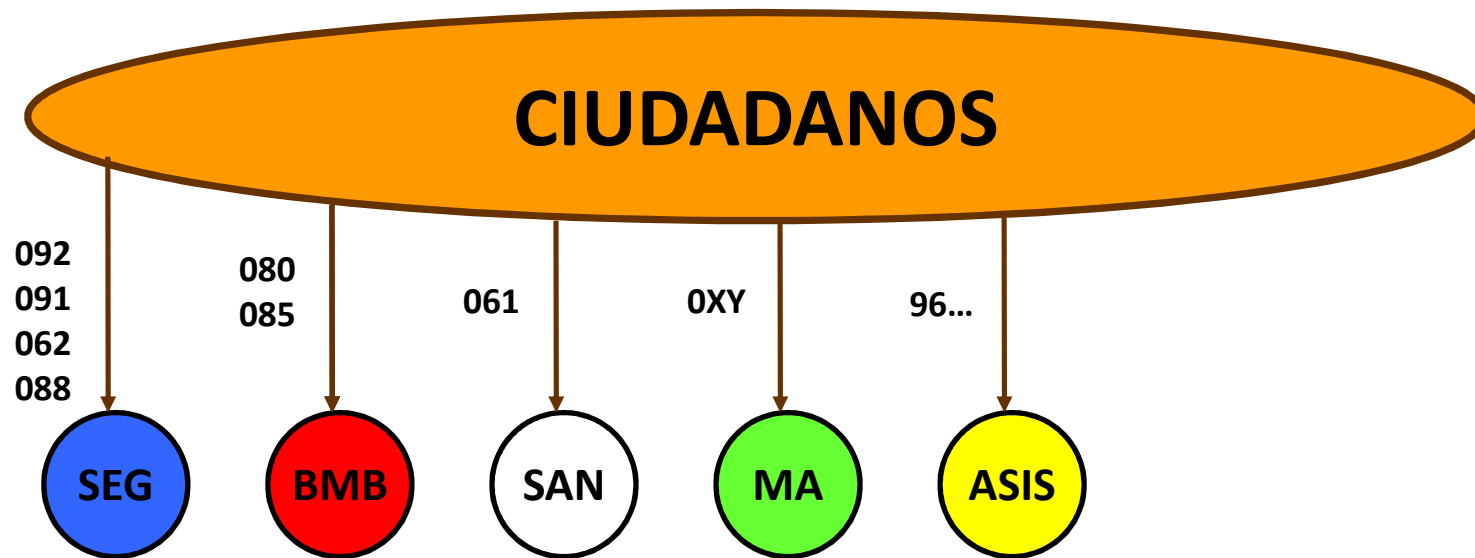 CIUDADANOS
092
091
062
088
080
085
061
0XY
96...
SEG
BMB
SAN
MA
ASIS